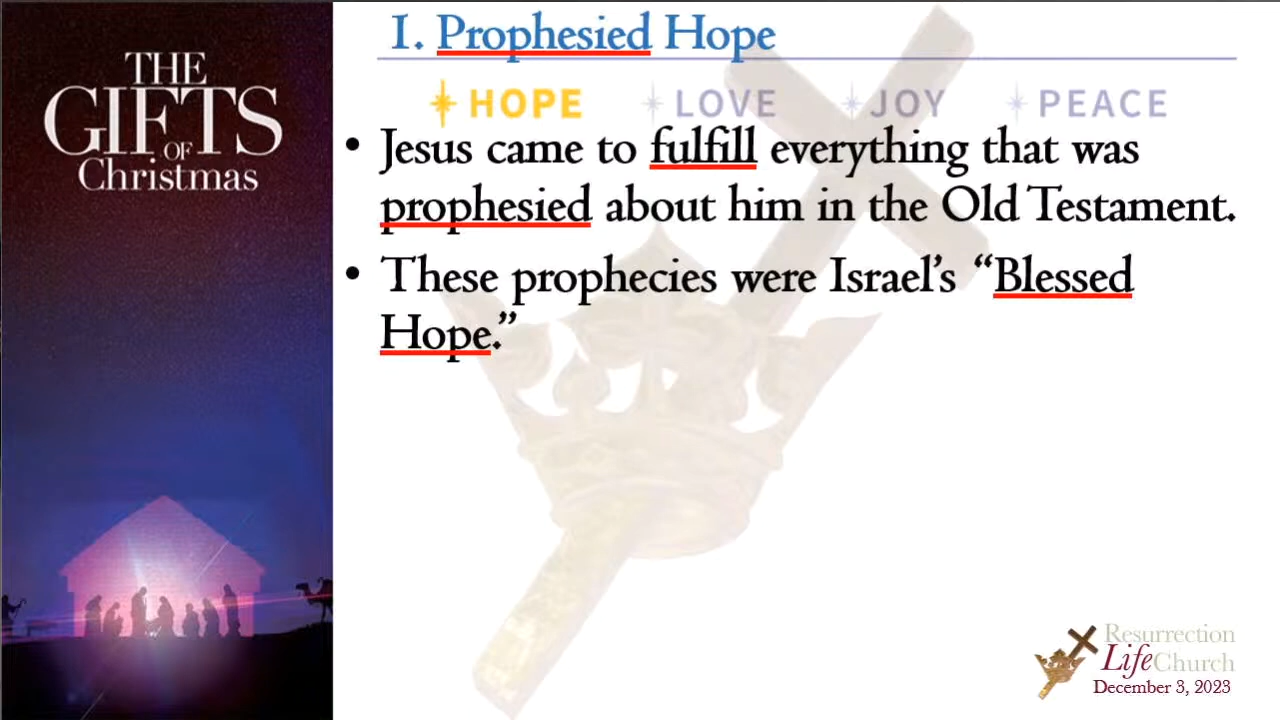 THE
GIFTS
OF
Christmas
1. Prophesied Hope
HOPE LOVE JOY PEACE
• Jesus came to fulfill everything that was
prophesied about him in the Old Testament.
• These prophecies were Israel’s “Blessed
Hope.”
Resurrection
LifeChurch
December 3, 2023